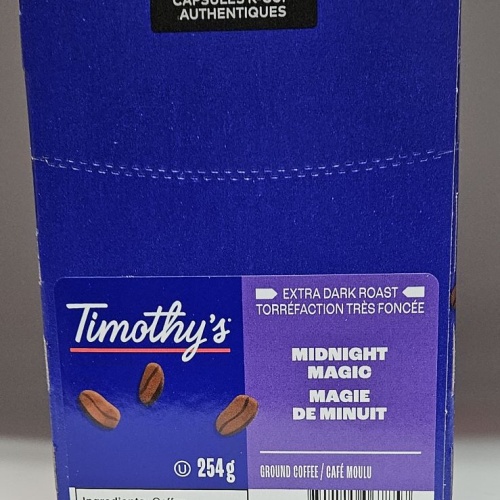 CAPSULES K-CUP
AUTHENTIQUES
EXTRA DARK ROAST
TORRÉFACTION TRÈS FONCÉE
Timothy's
MIDNIGHT
MAGIC
MAGIE
DE MINUIT
U 254g
GROUND COFFEE / CAFÉ MOULU